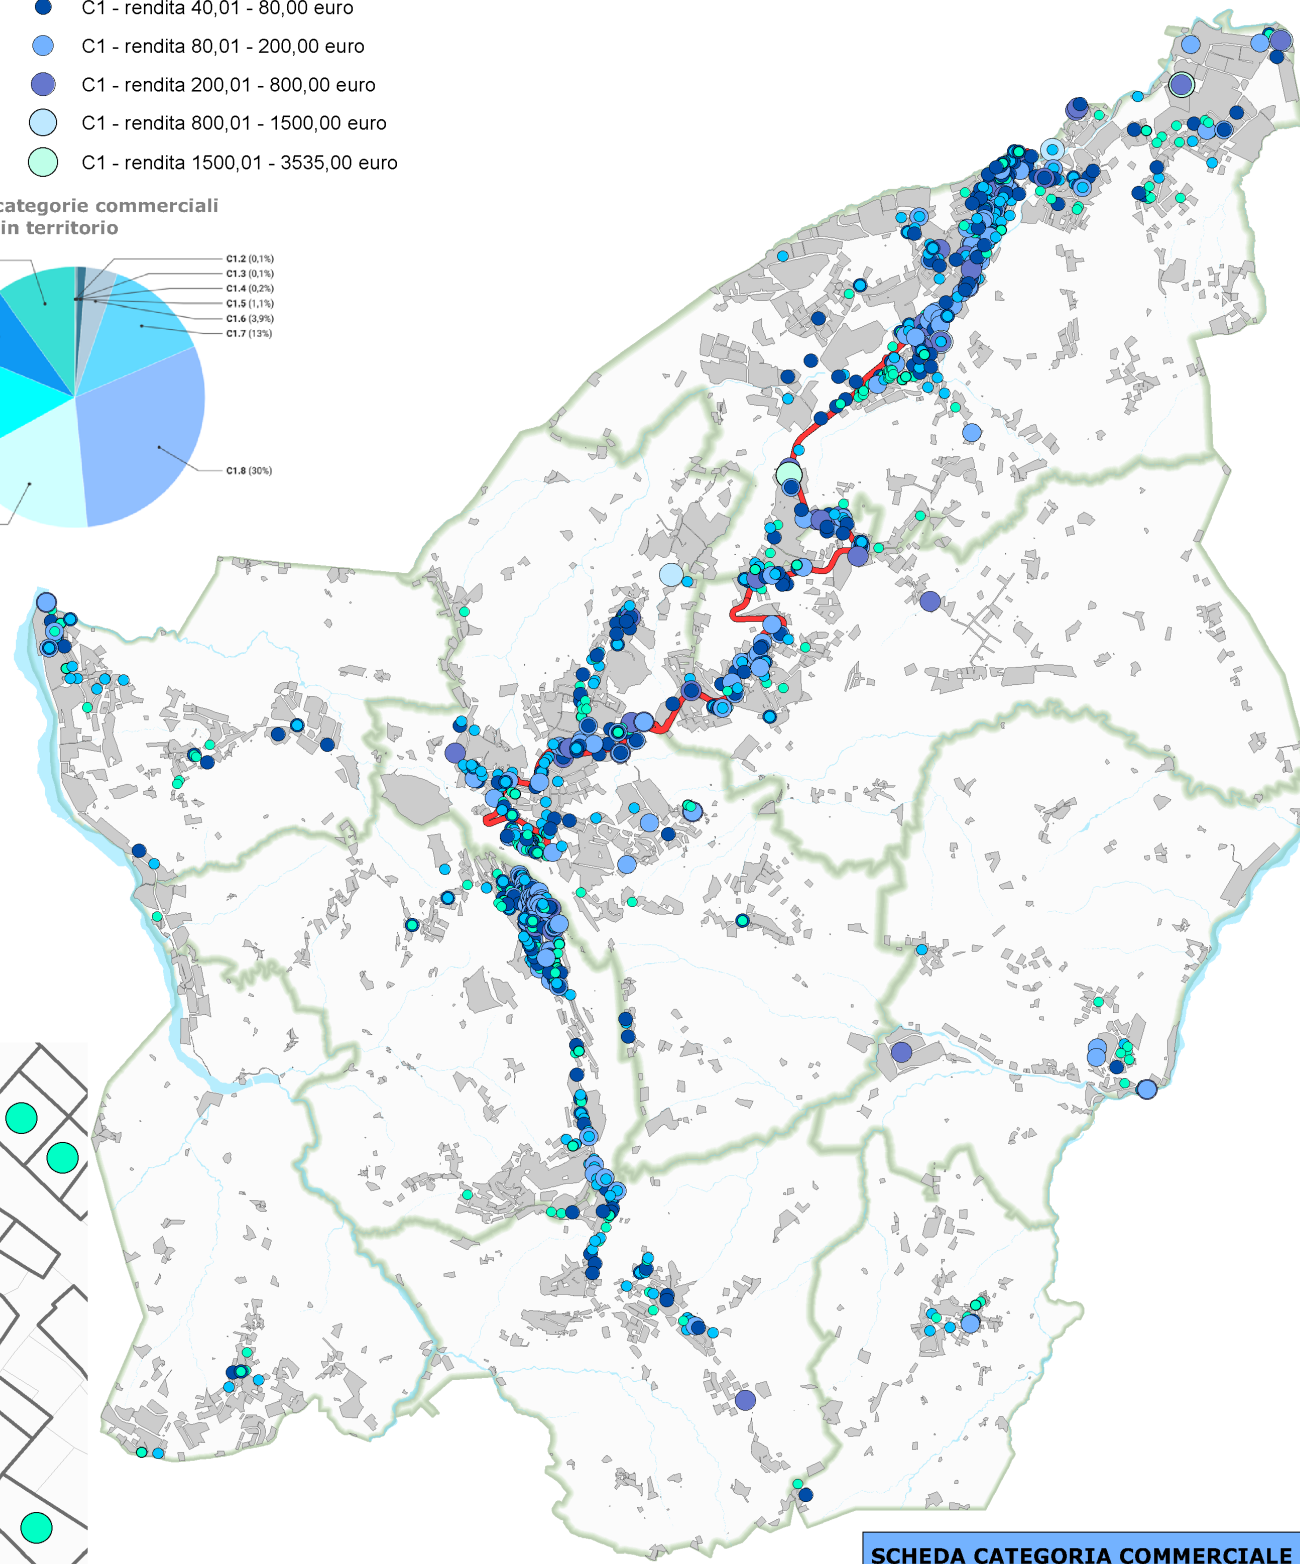 C1 - rendita 40,01 - 80,00 euro
C1 - rendita 80,01 - 200,00 euro
C1 - rendita 200,01 - 800,00 euro
C1 - rendita 800,01 - 1500,00 euro
C1 - rendita 1500,01 - 3535,00 euro
categorie commerciali
in territorio
C1.2 (0,1%)
C1.3 (0,1%)
C1.4 (0,2%)
C1.5 (1,1%)
C1.6 (3,9%)
C1.7 (13%)
C1.8 (30%)
SCHEDA CATEGORIA COMMERCIALE